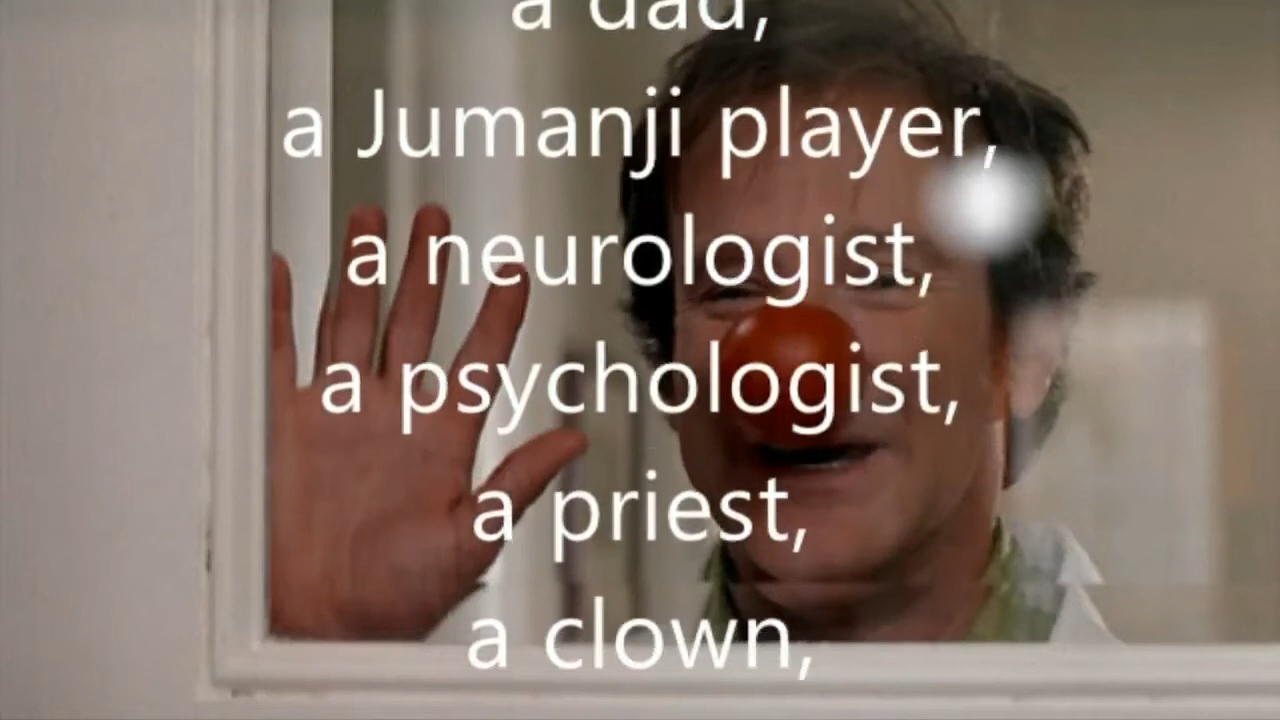 a dad,
a Jumanji player,
a neurologist,
a psychologist,
a priest,
a clown,